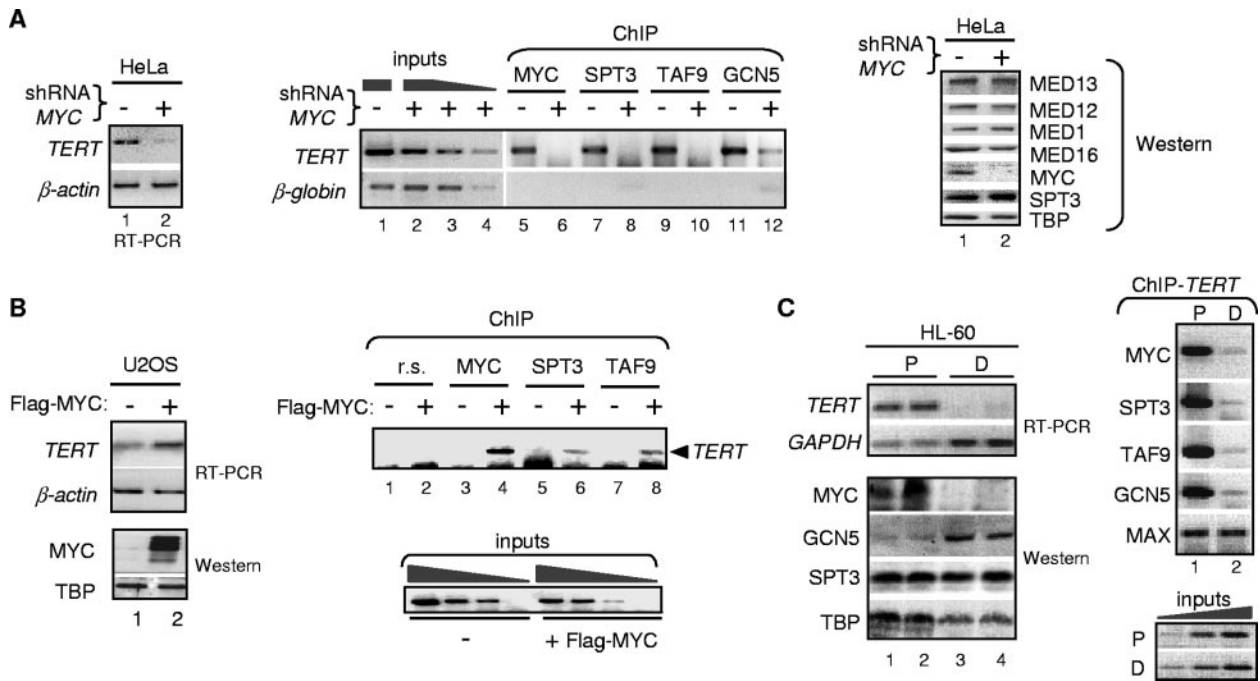 A
HeLa
shRNA
MYC
- +
TERT
β-actin
1 2
RT-PCR
inputs
ChIP
MYC SPT3 TAF9 GCN5
shRNA
MYC
+ + + - + - + - + - +
TERT
β-globin
1 2 3 4 5 6 7 8 9 10 11 12
HeLa
shRNA
MYC
- +
MED13
MED12
MED1
MED16
MYC
SPT3
TBP
Western
1 2
B
U2OS
Flag-MYC: - +
TERT
β-actin
RT-PCR
MYC
TBP
Western
1 2
ChIP
r.s. MYC SPT3 TAF9
Flag-MYC: - + - + - + - +
TERT
1 2 3 4 5 6 7 8
inputs
- + Flag-MYC
C
HL-60
P D
TERT
GAPDH
RT-PCR
MYC
GCN5
SPT3
TBP
Western
1 2 3 4
ChIP-TERT
P D
MYC
SPT3
TAF9
GCN5
MAX
1 2
inputs
P
D